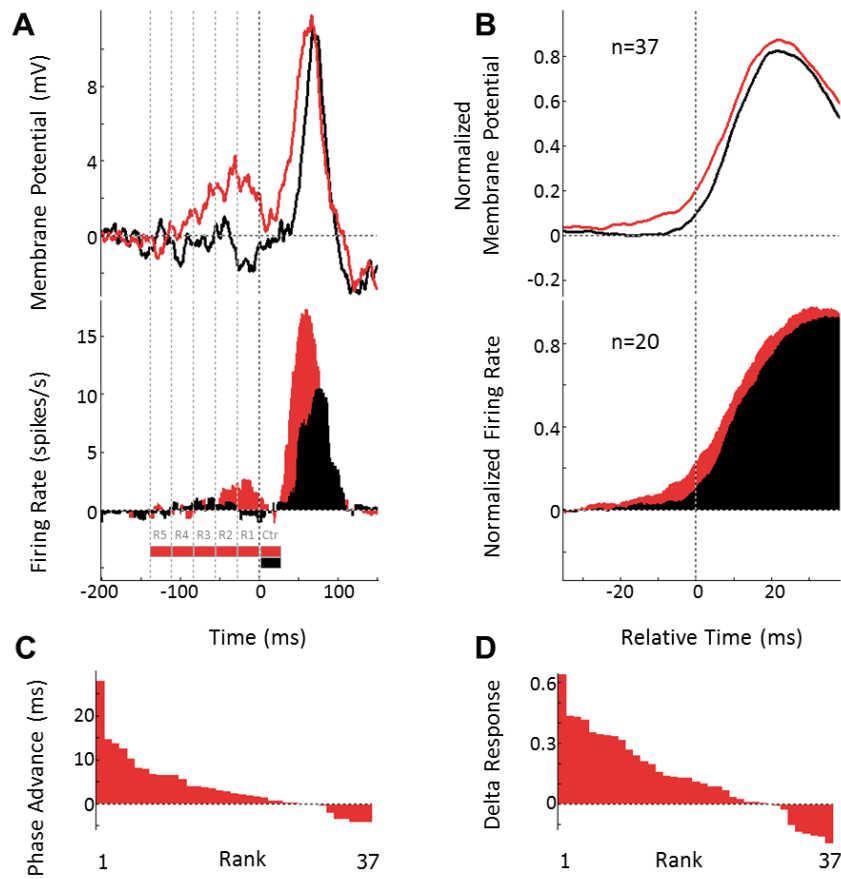 A
Membrane Potential (mV)
8
4
0
Firing Rate (spikes/s)
15
10
5
0
R5 R4 R3 R2 R1 Ctr
-200 -100 0 100
Time (ms)
B
n=37
Normalized
Membrane Potential
0.8
0.6
0.4
0.2
0
-0.2
n=20
Normalized Firing Rate
0.8
0.4
0
-20 0 20
Relative Time (ms)
C
Phase Advance (ms)
20
10
0
1 Rank 37
D
Delta Response
0.6
0.3
0.0
1 Rank 37